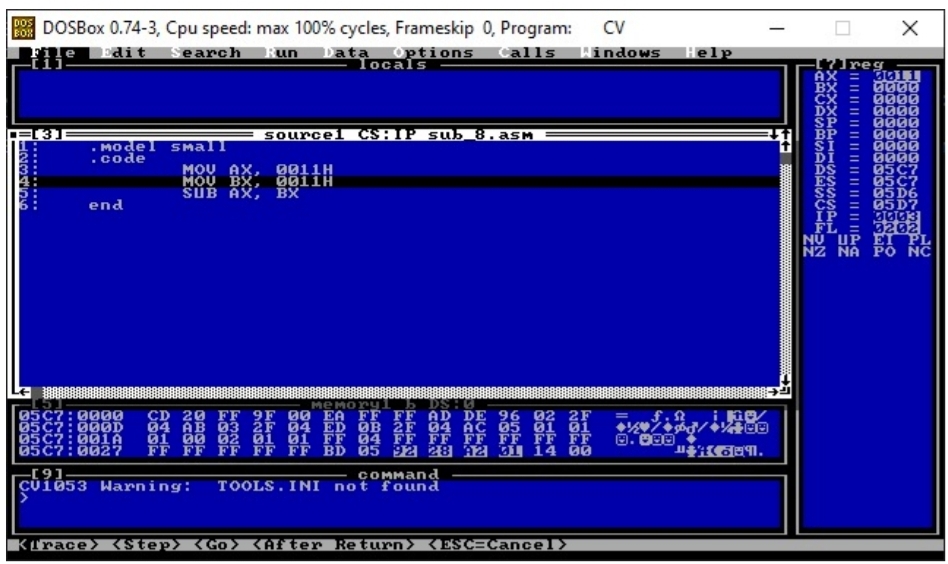 DOSBox 0.74-3, Cpu speed: max 100% cycles, Frameskip 0, Program: CV
File Edit Search Run Data Options Calls Windows Help
[1] locals
[3] source1 CS:IP sub_8.asm
1: .model small
2: .code
3: MOV AX, 0011H
4: MOV BX, 0011H
5: SUB AX, BX
6: end
[5] memory1 b DS:0
05C7:0000 CD 20 FF 9F 00 EA FF FF AD DE 96 02 2F
05C7:000D 04 AB 03 2F 04 ED 0B 2F 04 AC 05 01 01
05C7:001A 01 00 02 01 01 FF 04 FF FF FF FF FF FF
05C7:0027 FF FF FF FF FF BD 05 14 00
[9] command
CV1053 Warning: TOOLS.INI not found
>
<Trace> <Step> <Go> <After Return> <ESC=Cancel>
[7]reg
AX = 0011
BX = 0000
CX = 0000
DX = 0000
SP = 0000
BP = 0000
SI = 0000
DI = 0000
DS = 05C7
ES = 05C7
SS = 05D6
CS = 05D7
IP = 0003
FL = 0202
NV UP EI PL
NZ NA PO NC